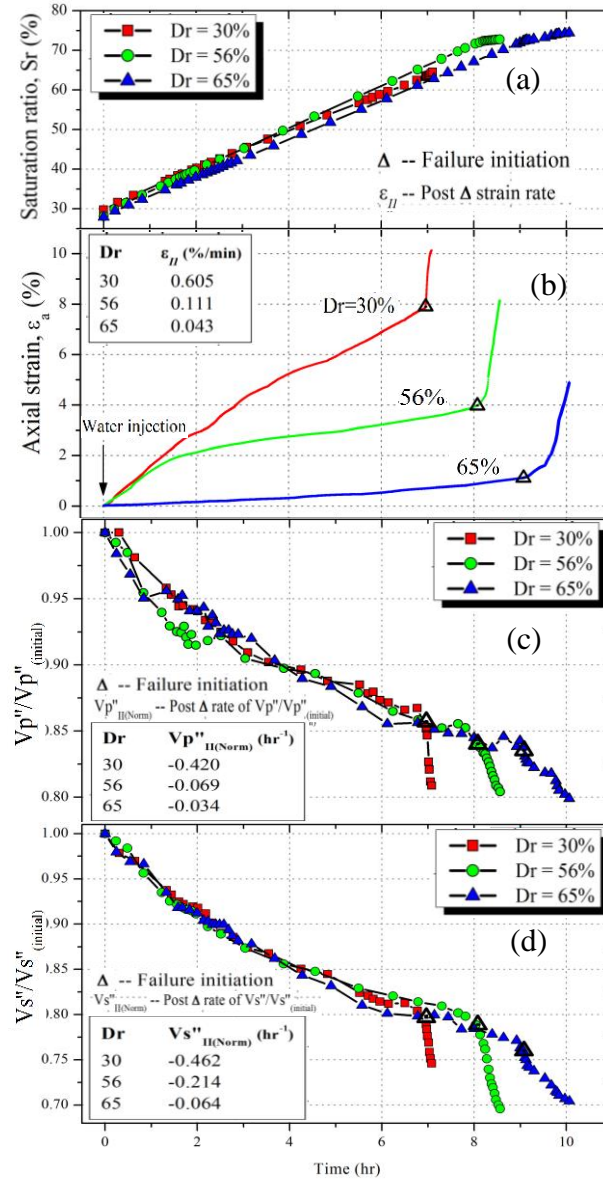 Saturation ratio, Sr (%)
80
70
60
50
40
30
Dr = 30%
Dr = 56%
Dr = 65%
(a)
Δ -- Failure initiation
ε_II -- Post Δ strain rate
Axial strain, ε_a (%)
10
8
6
4
2
0
Dr ε_II (%/min)
30 0.605
56 0.111
65 0.043
(b)
Dr=30%
56%
65%
Water injection
Vp"/Vp"(initial)
1.00
0.95
0.90
0.85
0.80
Dr = 30%
Dr = 56%
Dr = 65%
(c)
Δ -- Failure initiation
Vp"II(Norm) -- Post Δ rate of Vp"/Vp"(initial)
Dr Vp"II(Norm) (hr⁻¹)
30 -0.420
56 -0.069
65 -0.034
Vs"/Vs"(initial)
1.00
0.95
0.90
0.85
0.80
0.75
0.70
Dr = 30%
Dr = 56%
Dr = 65%
(d)
Δ -- Failure initiation
Vs"II(Norm) -- Post Δ rate of Vs"/Vs"(initial)
Dr Vs"II(Norm) (hr⁻¹)
30 -0.462
56 -0.214
65 -0.064
0 2 4 6 8 10
Time (hr)